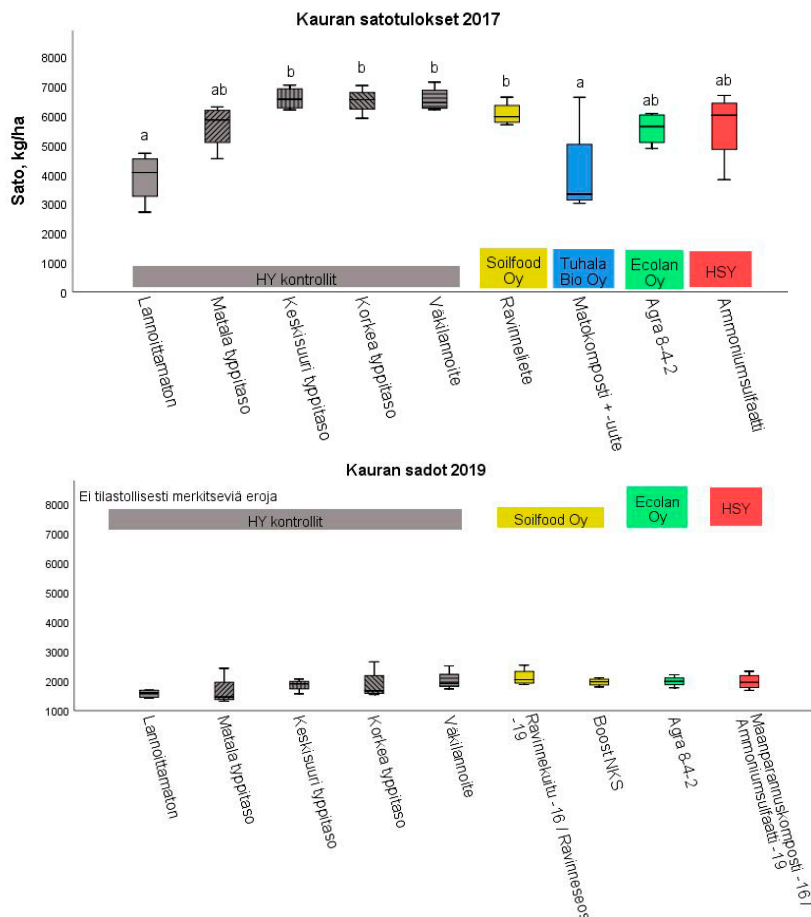 Kauran satotulokset 2017
Sato, kg/ha
8000
7000
6000
5000
4000
3000
2000
1000
0
a
ab
b
b
b
b
a
ab
ab
HY kontrollit
Soilfood
Oy
Tuhala
Bio Oy
Ecolan
Oy
HSY
Lannoittamaton
Matala typpitaso
Keskisuuri typpitaso
Korkea typpitaso
Väkilannoite
Ravinneliete
Matokomposti + -uute
Agra 8-4-2
Ammoniumsulfaatti
Kauran sadot 2019
Ei tilastollisesti merkitseviä eroja
8000
7000
6000
5000
4000
3000
2000
1000
HY kontrollit
Soilfood Oy
Ecolan
Oy
HSY
Lannoittamaton
Matala typpitaso
Keskisuuri typpitaso
Korkea typpitaso
Väkilannoite
Ravinnekuitu -16 / Ravinneseos
-19
Boost NKS
Agra 8-4-2
Maanparannuskomposti -16 /
Ammoniumsulfaatti -19